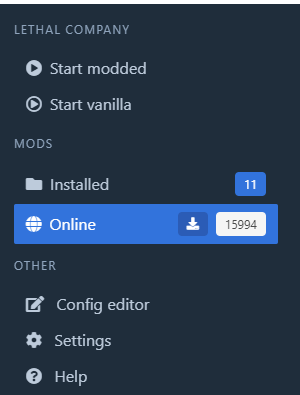 LETHAL COMPANY
Start modded
Start vanilla
MODS
Installed 11
Online 15994
OTHER
Config editor
Settings
Help